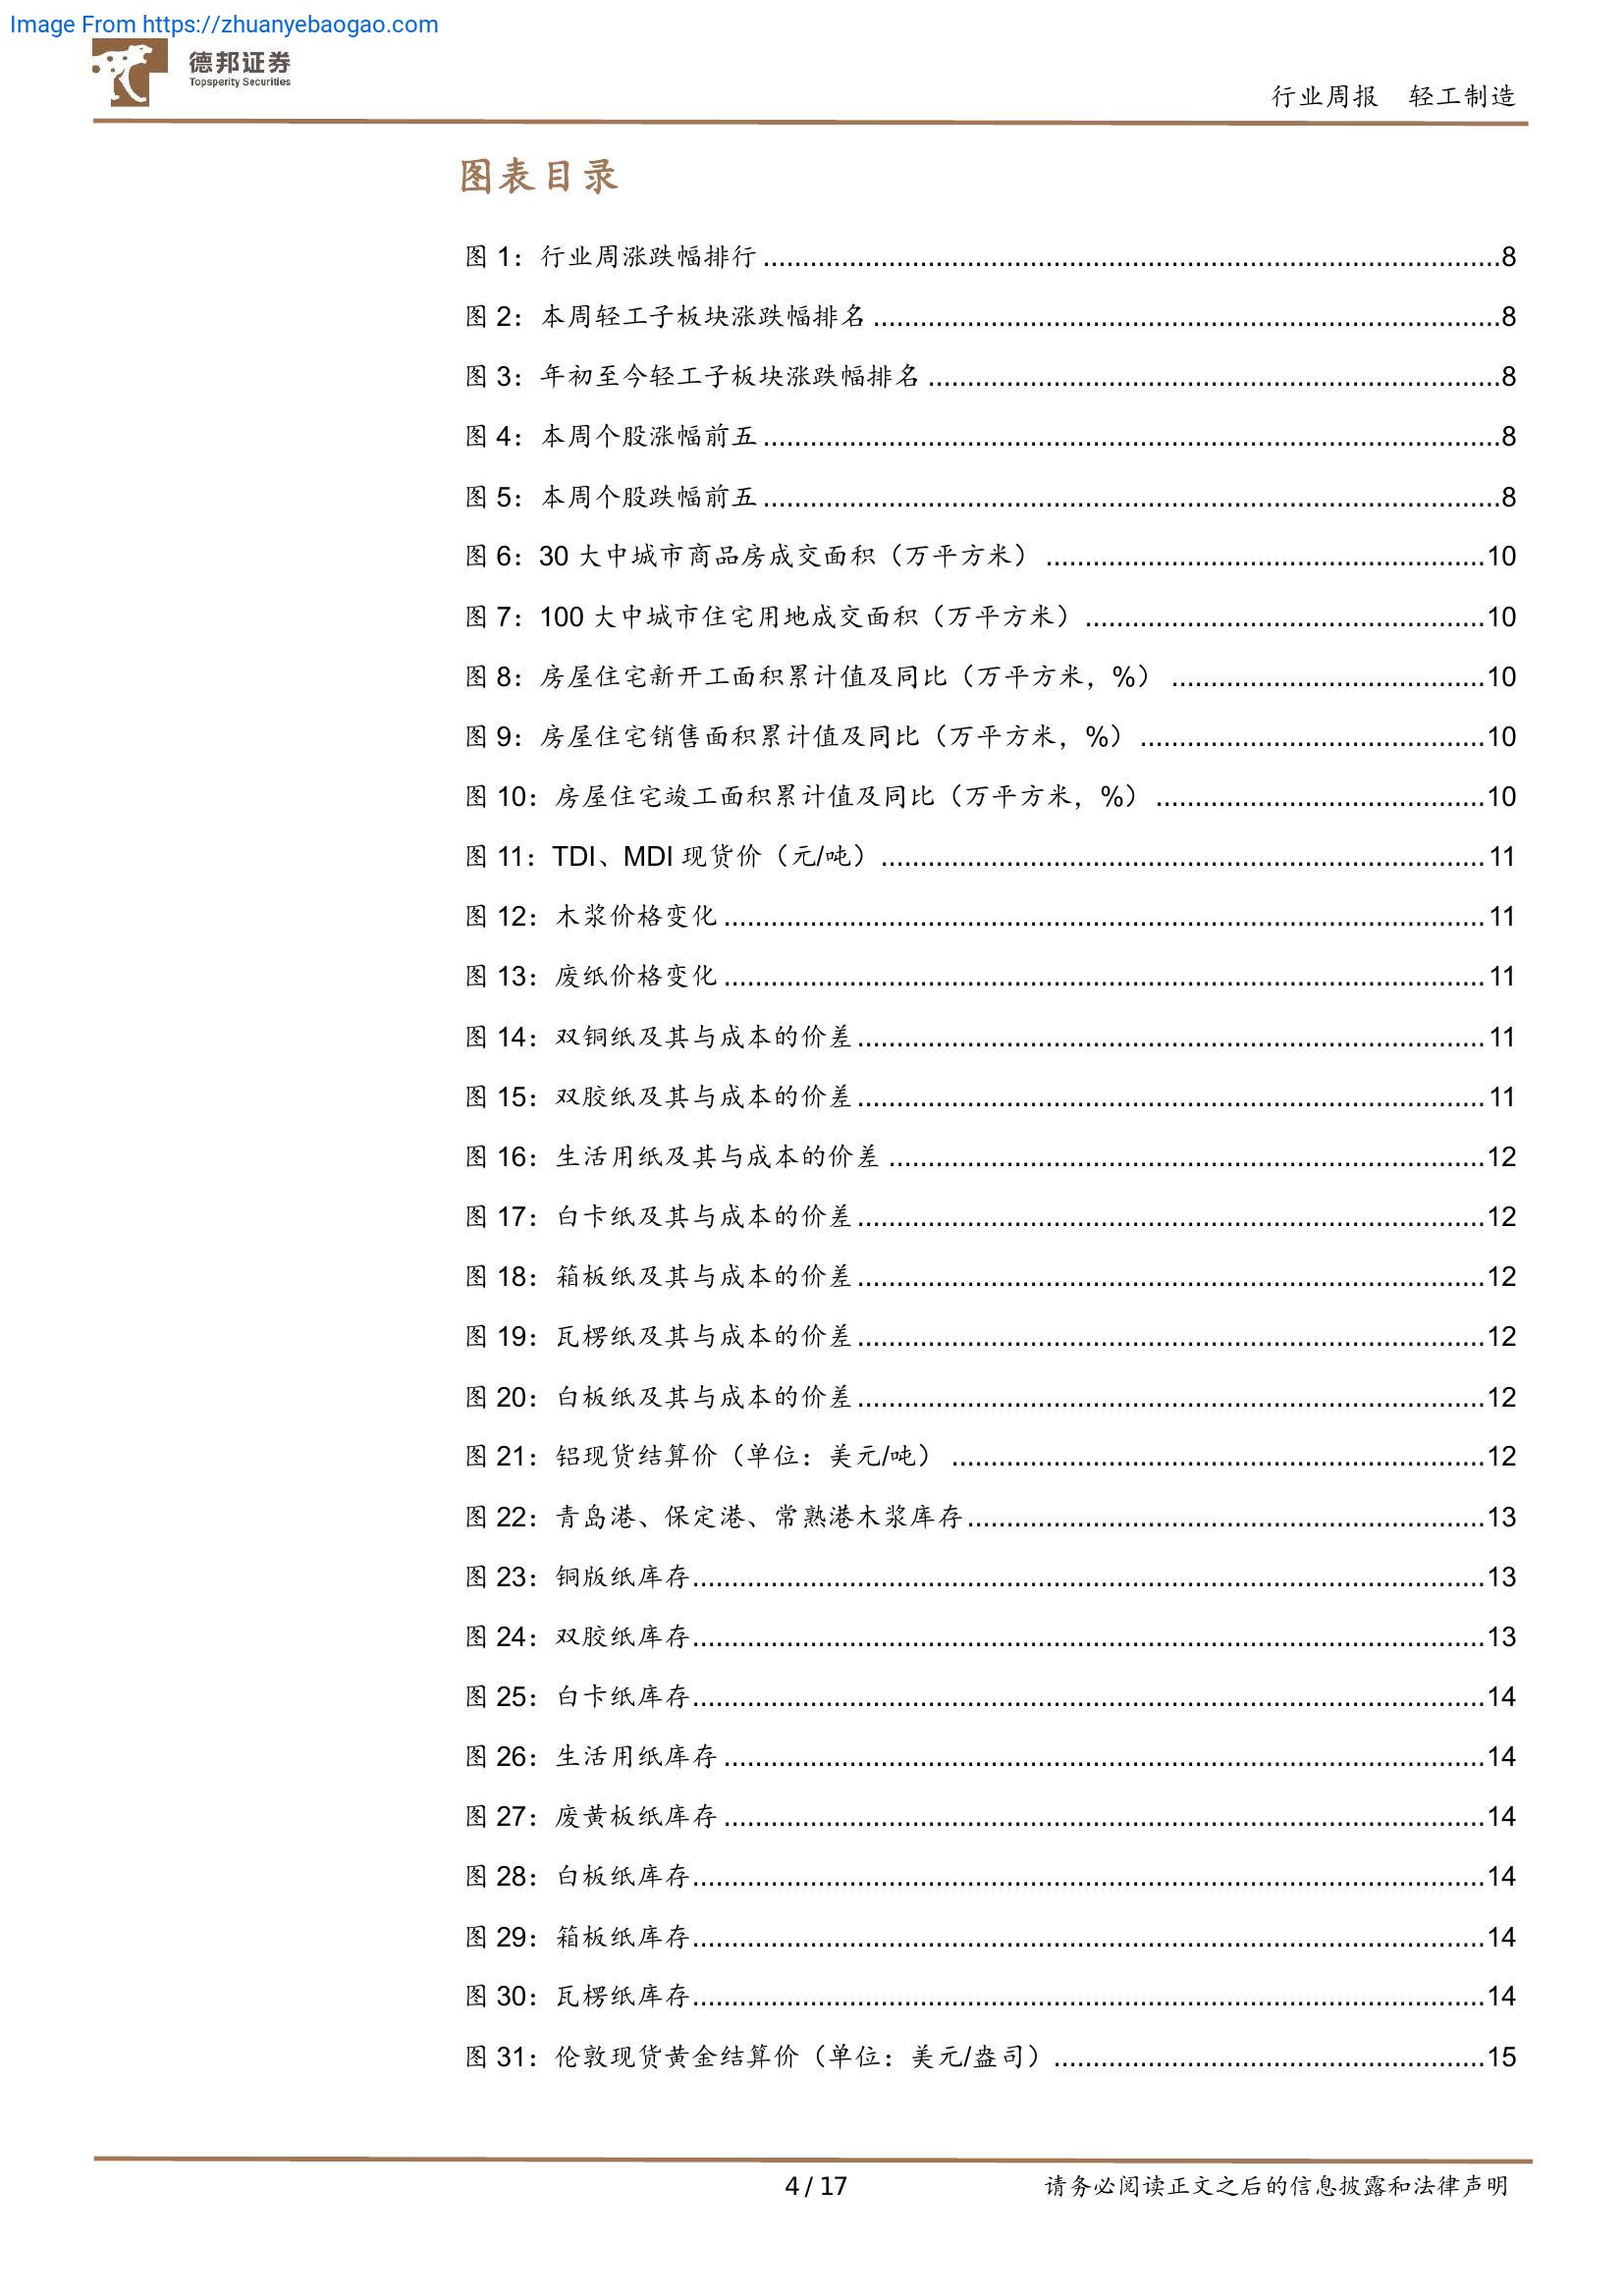 Image From https://zhuanyebaogao.com
德邦证券
Topsperity Securities
行业周报 轻工制造
图表目录
图 1：行业周涨跌幅排行......8
图 2：本周轻工子板块涨跌幅排名......8
图 3：年初至今轻工子板块涨跌幅排名......8
图 4：本周个股涨幅前五......8
图 5：本周个股跌幅前五......8
图 6：30 大中城市商品房成交面积（万平方米）......10
图 7：100 大中城市住宅用地成交面积（万平方米）......10
图 8：房屋住宅新开工面积累计值及同比（万平方米，%）......10
图 9：房屋住宅销售面积累计值及同比（万平方米，%）......10
图 10：房屋住宅竣工面积累计值及同比（万平方米，%）......10
图 11：TDI、MDI 现货价（元/吨）......11
图 12：木浆价格变化......11
图 13：废纸价格变化......11
图 14：双铜纸及其与成本的价差......11
图 15：双胶纸及其与成本的价差......11
图 16：生活用纸及其与成本的价差......12
图 17：白卡纸及其与成本的价差......12
图 18：箱板纸及其与成本的价差......12
图 19：瓦楞纸及其与成本的价差......12
图 20：白板纸及其与成本的价差......12
图 21：铝现货结算价（单位：美元/吨）......12
图 22：青岛港、保定港、常熟港木浆库存......13
图 23：铜版纸库存......13
图 24：双胶纸库存......13
图 25：白卡纸库存......14
图 26：生活用纸库存......14
图 27：废黄板纸库存......14
图 28：白板纸库存......14
图 29：箱板纸库存......14
图 30：瓦楞纸库存......14
图 31：伦敦现货黄金结算价（单位：美元/盎司）......15
4 / 17 请务必阅读正文之后的信息披露和法律声明